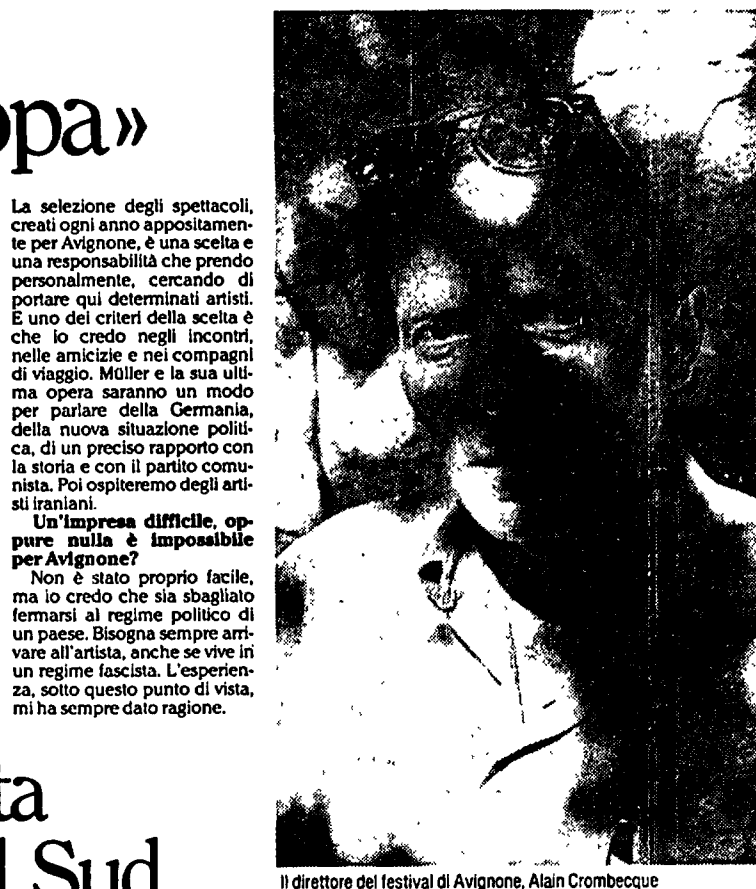 opa»
La selezione degli spettacoli,
creati ogni anno appositamen-
te per Avignone, è una scelta e
una responsabilità che prendo
personalmente, cercando di
portare qui determinati artisti.
E uno dei criteri della scelta è
che io credo negli incontri,
nelle amicizie e nei compagni
di viaggio. Müller e la sua ulti-
ma opera saranno un modo
per parlare della Germania,
della nuova situazione politi-
ca, di un preciso rapporto con
la storia e con il partito comu-
nista. Poi ospiteremo degli arti-
sti iraniani.
Un'impresa difficile, op-
pure nulla è impossibile
per Avignone?
Non è stato proprio facile,
ma io credo che sia sbagliato
fermarsi al regime politico di
un paese. Bisogna sempre arri-
vare all'artista, anche se vive in
un regime fascista. L'esperien-
za, sotto questo punto di vista,
mi ha sempre dato ragione.
ta
l Sud
Il direttore del festival di Avignone, Alain Crombecque